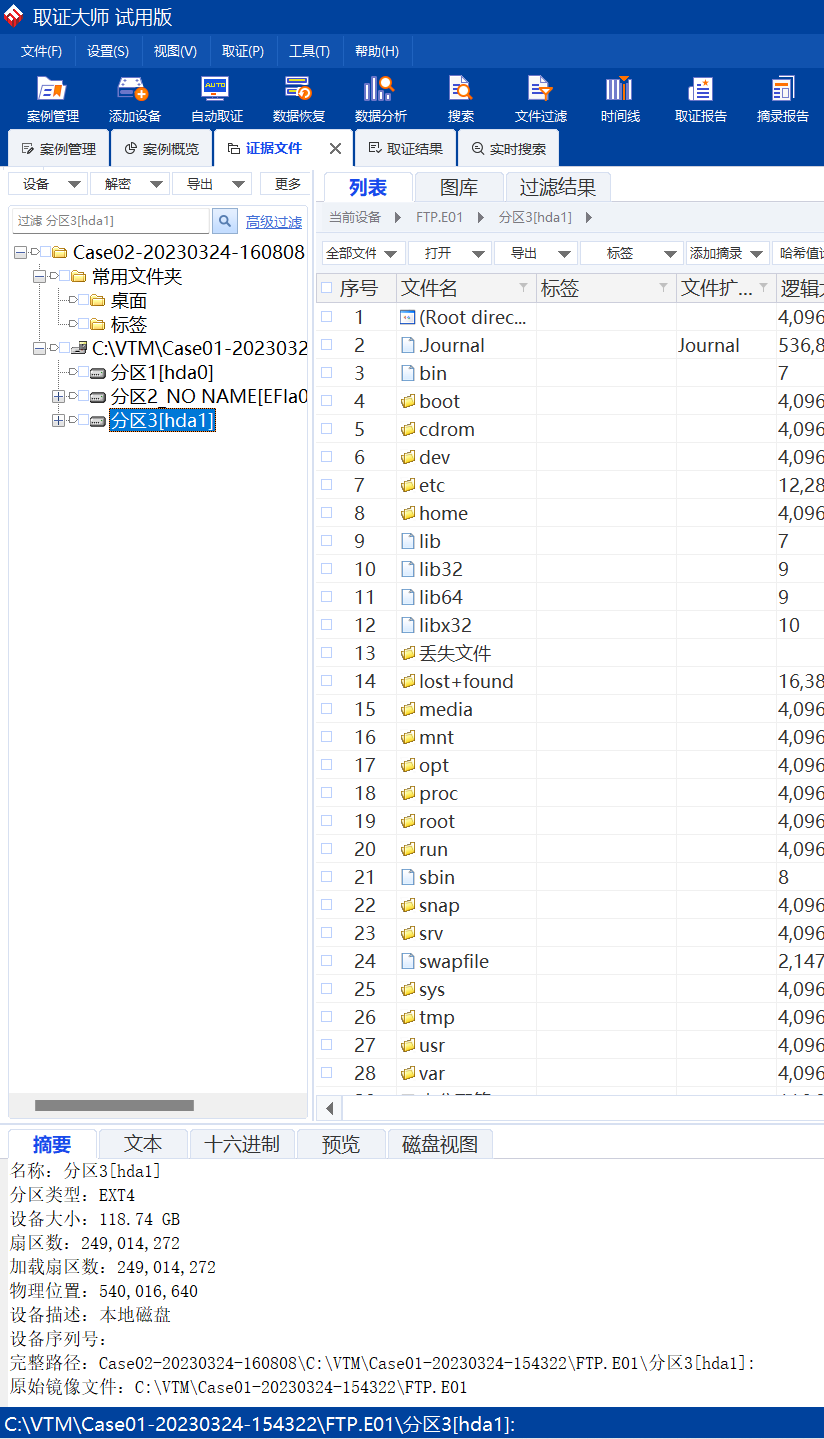 取证大师 试用版
文件(F) 设置(S) 视图(V) 取证(P) 工具(T) 帮助(H)
AUTO
案例管理 添加设备 自动取证 数据恢复 数据分析 搜索 文件过滤 时间线 取证报告 摘录报告
案例管理 案例概览 证据文件 取证结果 实时搜索
设备 解密 导出 更多
过滤 分区3[hda1] 高级过滤
Case02-20230324-160808
常用文件夹
桌面
标签
C:\VTM\Case01-2023032
分区1[hda0]
分区2_NO NAME[EFIa0
分区3[hda1]
列表 图库 过滤结果
当前设备 FTP.E01 分区3[hda1]
全部文件 打开 导出 标签 添加摘录 哈希值
序号 文件名 标签 文件扩... 逻辑
1 (Root direc... 4,096
2 .Journal Journal 536,8
3 bin 7
4 boot 4,096
5 cdrom 4,096
6 dev 4,096
7 etc 12,28
8 home 4,096
9 lib 7
10 lib32 9
11 lib64 9
12 libx32 10
13 丢失文件
14 lost+found 16,38
15 media 4,096
16 mnt 4,096
17 opt 4,096
18 proc 4,096
19 root 4,096
20 run 4,096
21 sbin 8
22 snap 4,096
23 srv 4,096
24 swapfile 2,147
25 sys 4,096
26 tmp 4,096
27 usr 4,096
28 var 4,096
摘要 文本 十六进制 预览 磁盘视图
名称: 分区3[hda1]
分区类型: EXT4
设备大小: 118.74 GB
扇区数: 249,014,272
加载扇区数: 249,014,272
物理位置: 540,016,640
设备描述: 本地磁盘
设备序列号:
完整路径: Case02-20230324-160808\C:\VTM\Case01-20230324-154322\FTP.E01\分区3[hda1]:
原始镜像文件: C:\VTM\Case01-20230324-154322\FTP.E01
C:\VTM\Case01-20230324-154322\FTP.E01\分区3[hda1]: